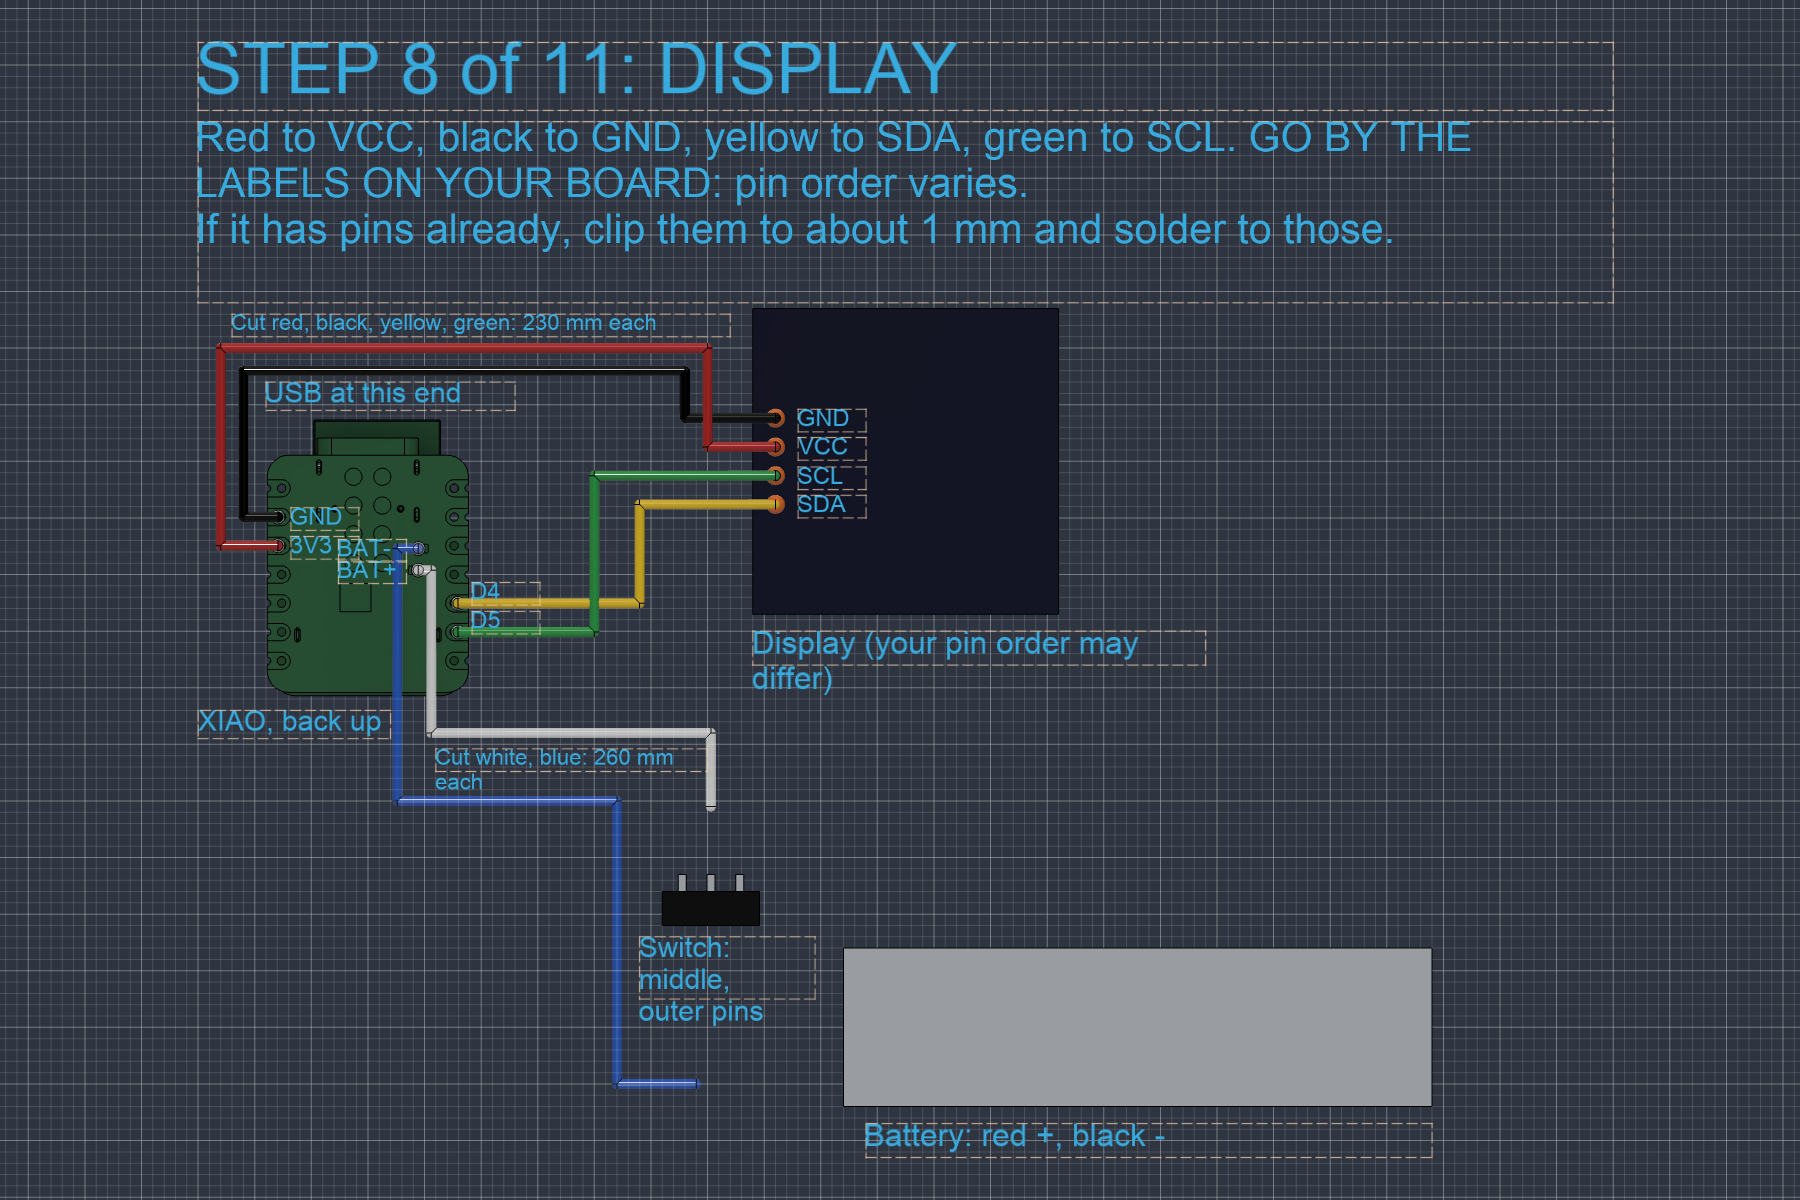 STEP 8 of 11: DISPLAY
Red to VCC, black to GND, yellow to SDA, green to SCL. GO BY THE
LABELS ON YOUR BOARD: pin order varies.
If it has pins already, clip them to about 1 mm and solder to those.
Cut red, black, yellow, green: 230 mm each
USB at this end
GND
VCC
SCL
SDA
GND
3V3
BAT-
BAT+
D4
D5
Display (your pin order may
differ)
XIAO, back up
Cut white, blue: 260 mm
each
Switch:
middle,
outer pins
Battery: red +, black -